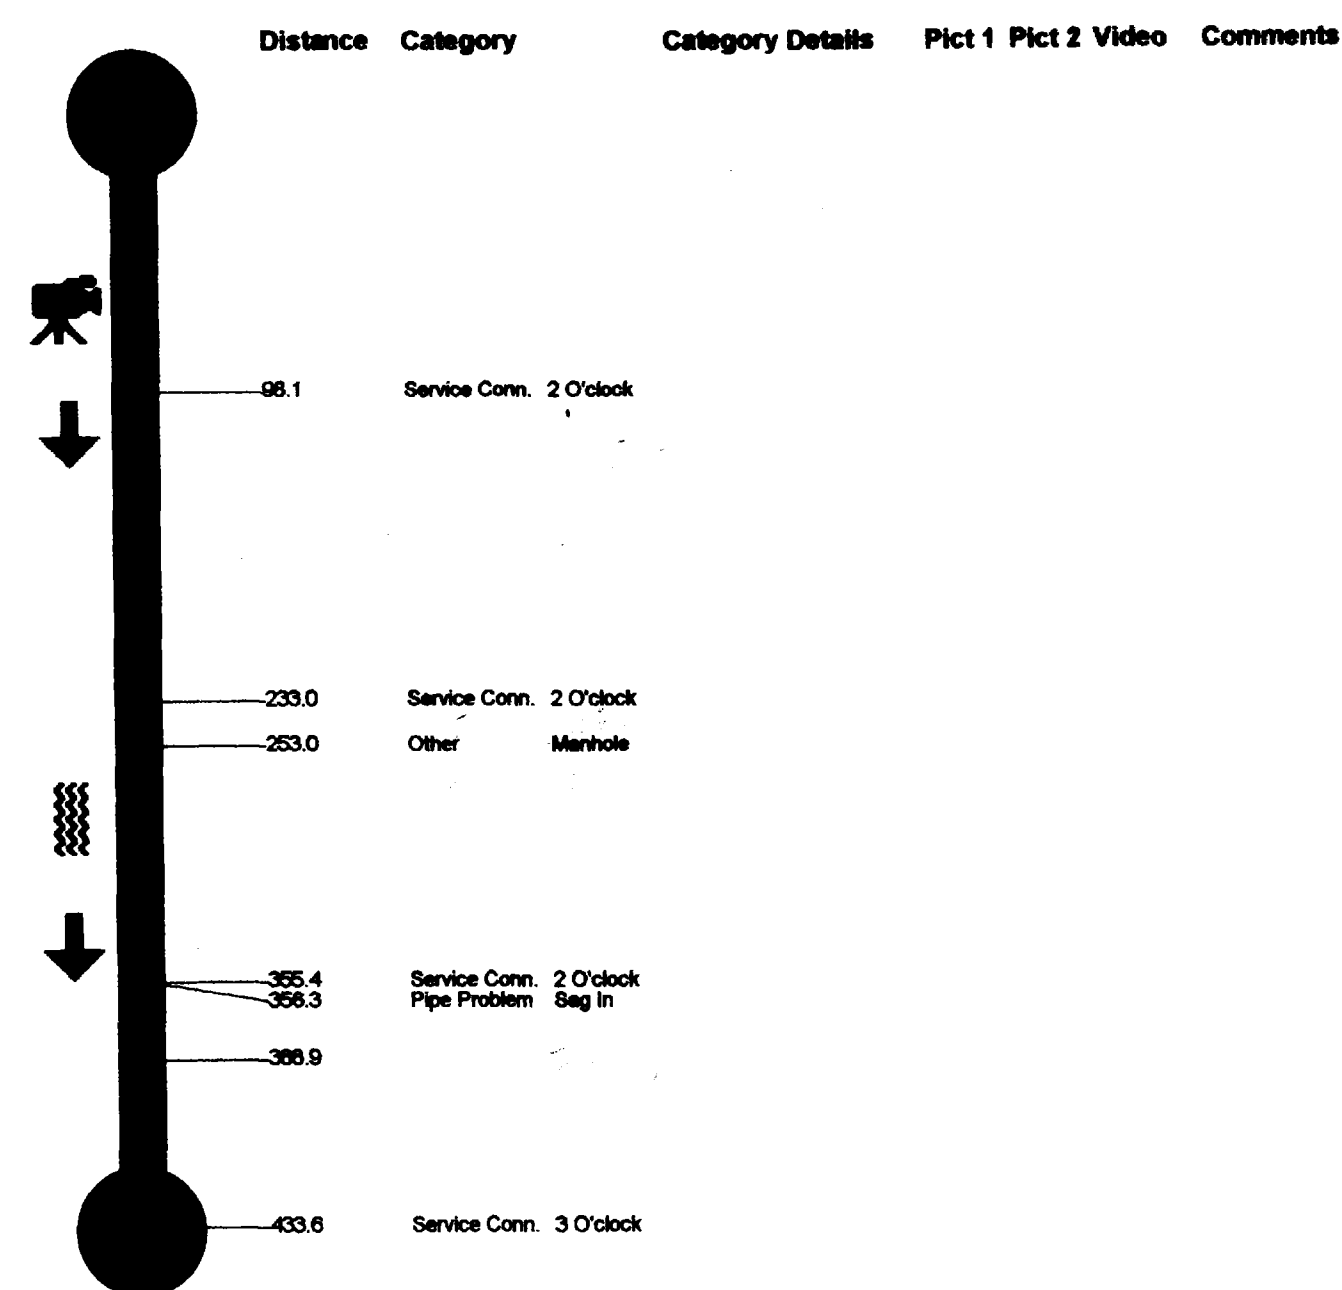 Distance Category Category Details Pict 1 Pict 2 Video Comments
98.1 Service Conn. 2 O'clock
233.0 Service Conn. 2 O'clock
253.0 Other Manhole
355.4 Service Conn. 2 O'clock
356.3 Pipe Problem Sag in
388.9
433.6 Service Conn. 3 O'clock